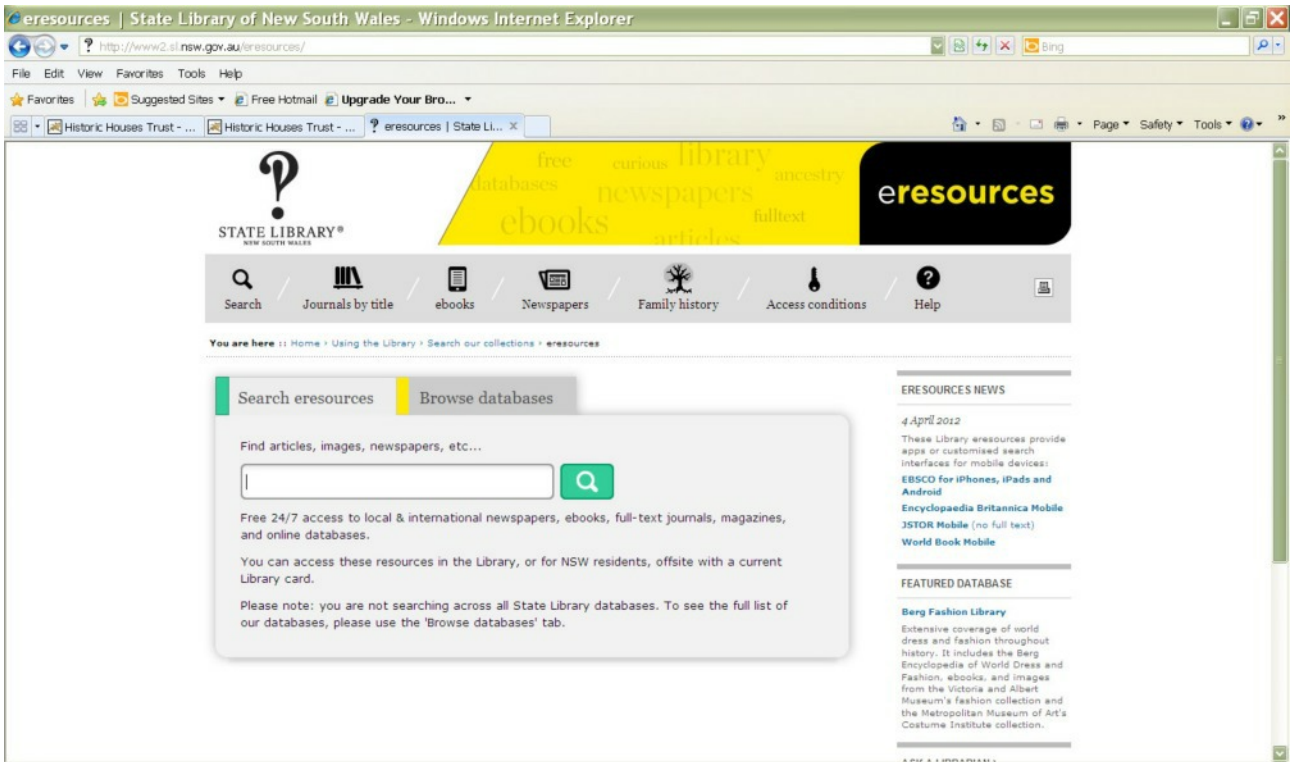 eresources | State Library of New South Wales - Windows Internet Explorer
http://www2.sl.nsw.gov.au/eresources/
Bing
File Edit View Favorites Tools Help
Favorites Suggested Sites Free Hotmail Upgrade Your Bro...
Historic Houses Trust - ... Historic Houses Trust - ... eresources | State Li... Page Safety Tools
free curious library ancestry
databases newspapers
ebooks fulltext
articles
eresources
STATE LIBRARY®
NEW SOUTH WALES
Search Journals by title ebooks Newspapers Family history Access conditions Help
You are here :: Home › Using the Library › Search our collections › eresources
Search eresources Browse databases
Find articles, images, newspapers, etc...
Free 24/7 access to local & international newspapers, ebooks, full-text journals, magazines,
and online databases.
You can access these resources in the Library, or for NSW residents, offsite with a current
Library card.
Please note: you are not searching across all State Library databases. To see the full list of
our databases, please use the 'Browse databases' tab.
ERESOURCES NEWS
4 April 2012
These Library eresources provide
apps or customised search
interfaces for mobile devices:
EBSCO for iPhones, iPads and
Android
Encyclopaedia Britannica Mobile
JSTOR Mobile (no full text)
World Book Mobile
FEATURED DATABASE
Berg Fashion Library
Extensive coverage of world
dress and fashion throughout
history. It includes the Berg
Encyclopedia of World Dress and
Fashion, ebooks, and images
from the Victoria and Albert
Museum's fashion collection and
the Metropolitan Museum of Art's
Costume Institute collection.